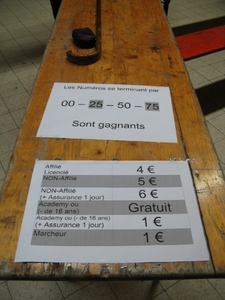 Les Numéros se terminant par
00 – 25 – 50 – 75
Sont gagnants
Affilié
Licencié 4 €
NON-Affilié 5 €
NON-Affilié
(+ Assurance 1 jour) 6 €
Academy ou
(- de 16 ans) Gratuit
Academy ou (- de 16 ans)
(+ Assurance 1 jour) 1 €
Marcheur 1 €